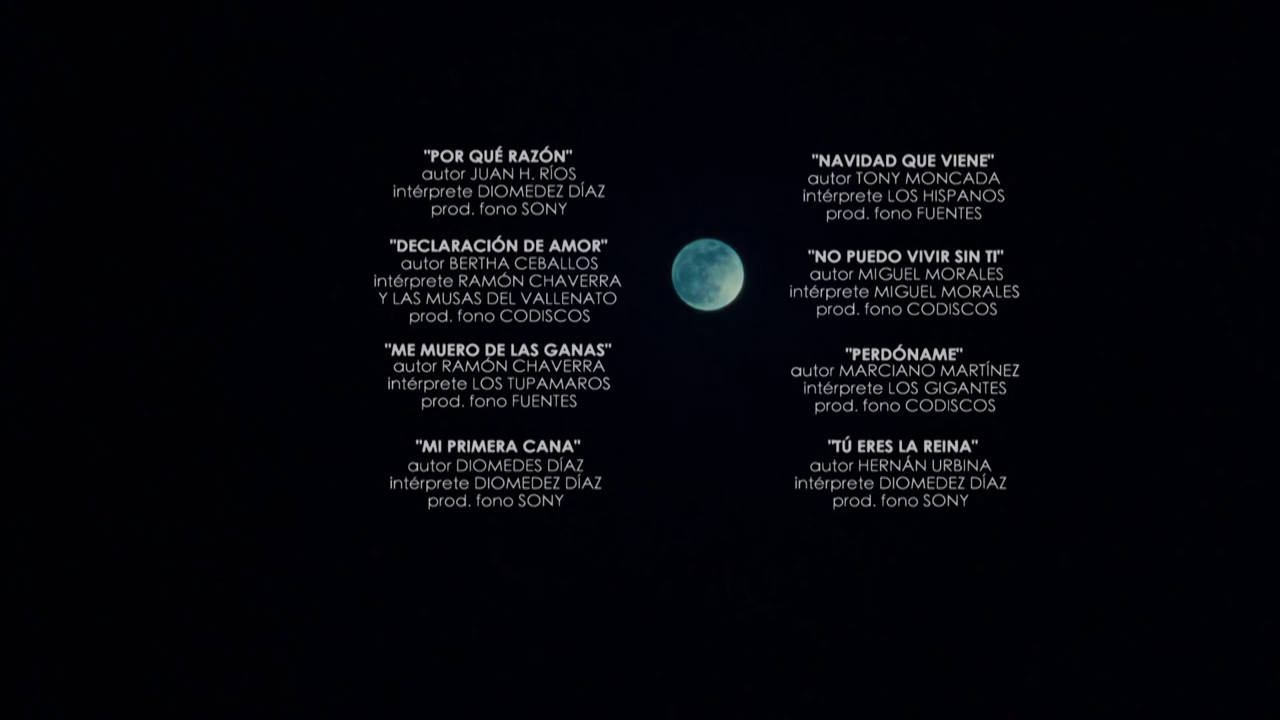 "POR QUÉ RAZÓN"
autor JUAN H. RÍOS
intérprete DIOMEDEZ DÍAZ
prod. fono SONY
"DECLARACIÓN DE AMOR"
autor BERTHA CEBALLOS
intérprete RAMÓN CHAVERRA
Y LAS MUSAS DEL VALLENATO
prod. fono CODISCOS
"ME MUERO DE LAS GANAS"
autor RAMÓN CHAVERRA
intérprete LOS TUPAMAROS
prod. fono FUENTES
"MI PRIMERA CANA"
autor DIOMEDES DÍAZ
intérprete DIOMEDEZ DÍAZ
prod. fono SONY
"NAVIDAD QUE VIENE"
autor TONY MONCADA
intérprete LOS HISPANOS
prod. fono FUENTES
"NO PUEDO VIVIR SIN TI"
autor MIGUEL MORALES
intérprete MIGUEL MORALES
prod. fono CODISCOS
"PERDÓNAME"
autor MARCIANO MARTÍNEZ
intérprete LOS GIGANTES
prod. fono CODISCOS
"TÚ ERES LA REINA"
autor HERNÁN URBINA
intérprete DIOMEDEZ DÍAZ
prod. fono SONY